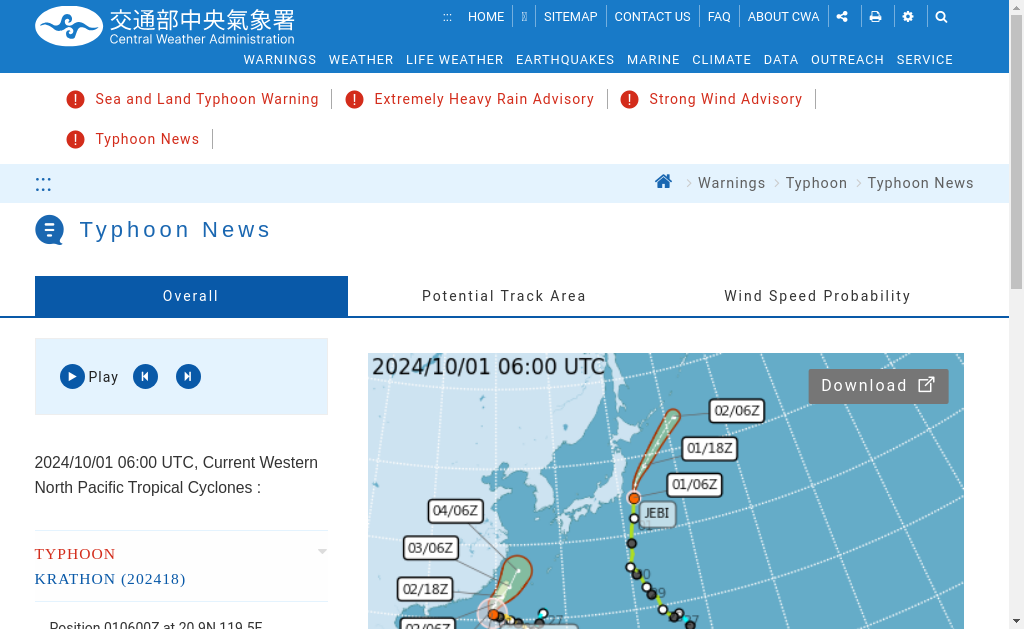 交通部中央氣象署
Central Weather Administration
::: HOME SITEMAP CONTACT US FAQ ABOUT CWA
WARNINGS WEATHER LIFE WEATHER EARTHQUAKES MARINE CLIMATE DATA OUTREACH SERVICE
Sea and Land Typhoon Warning
Extremely Heavy Rain Advisory
Strong Wind Advisory
Typhoon News
:::
Warnings Typhoon Typhoon News
Typhoon News
Overall
Potential Track Area
Wind Speed Probability
Play
2024/10/01 06:00 UTC, Current Western
North Pacific Tropical Cyclones :
TYPHOON
KRATHON (202418)
Position 010600Z at 20.9N 119.5E
2024/10/01 06:00 UTC
Download
02/06Z
01/18Z
01/06Z
JEBI
04/06Z
03/06Z
02/18Z
02/06Z